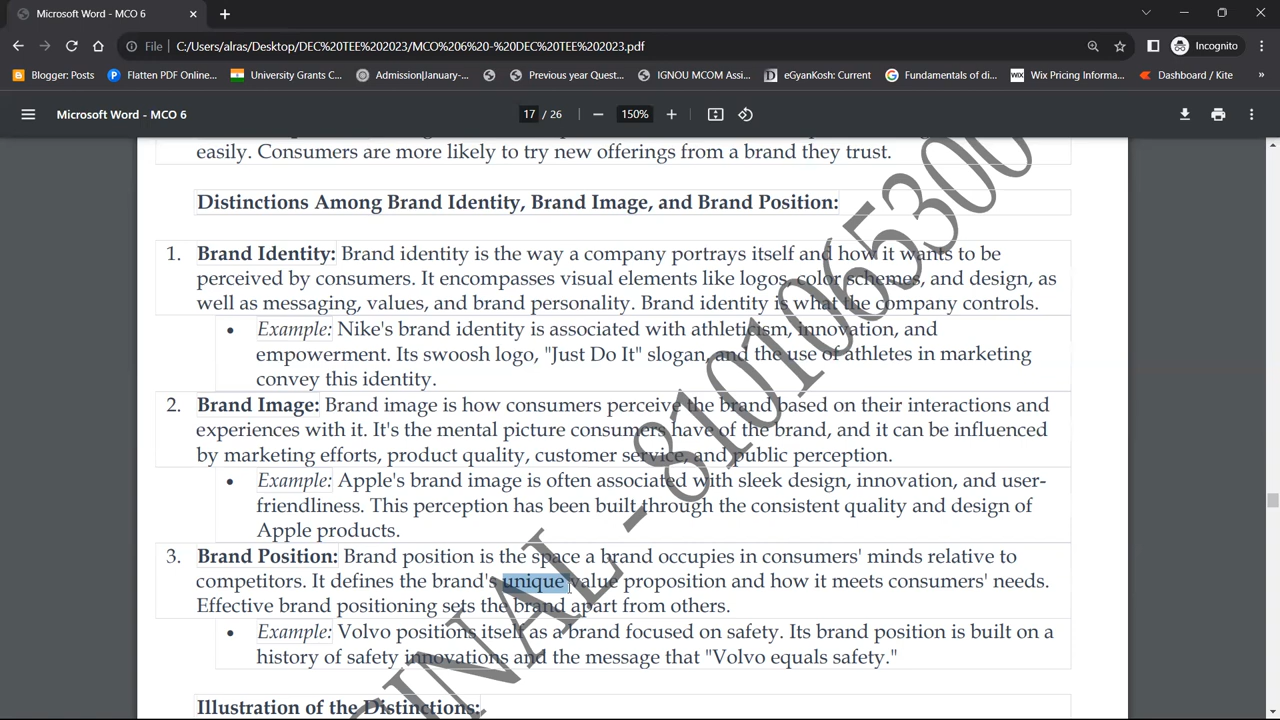 Microsoft Word - MCO 6
File C:/Users/alras/Desktop/DEC%20TEE%202023/MCO%206%20-%20DEC%20TEE%202023.pdf
Incognito
Blogger: Posts
Flatten PDF Online...
University Grants C...
Admission|January-...
Previous year Quest...
IGNOU MCOM Assi...
eGyanKosh: Current
Fundamentals of di...
Wix Pricing Informa...
Dashboard / Kite
»
Microsoft Word - MCO 6
17 / 26
150%
easily. Consumers are more likely to try new offerings from a brand they trust.
Distinctions Among Brand Identity, Brand Image, and Brand Position:
1. Brand Identity: Brand identity is the way a company portrays itself and how it wants to be
perceived by consumers. It encompasses visual elements like logos, color schemes, and design, as
well as messaging, values, and brand personality. Brand identity is what the company controls.
• Example: Nike's brand identity is associated with athleticism, innovation, and
empowerment. Its swoosh logo, "Just Do It" slogan, and the use of athletes in marketing
convey this identity.
2. Brand Image: Brand image is how consumers perceive the brand based on their interactions and
experiences with it. It's the mental picture consumers have of the brand, and it can be influenced
by marketing efforts, product quality, customer service, and public perception.
• Example: Apple's brand image is often associated with sleek design, innovation, and user-
friendliness. This perception has been built through the consistent quality and design of
Apple products.
3. Brand Position: Brand position is the space a brand occupies in consumers' minds relative to
competitors. It defines the brand's unique value proposition and how it meets consumers' needs.
Effective brand positioning sets the brand apart from others.
• Example: Volvo positions itself as a brand focused on safety. Its brand position is built on a
history of safety innovations and the message that "Volvo equals safety."
Illustration of the Distinctions:
GINAL - 8101065300